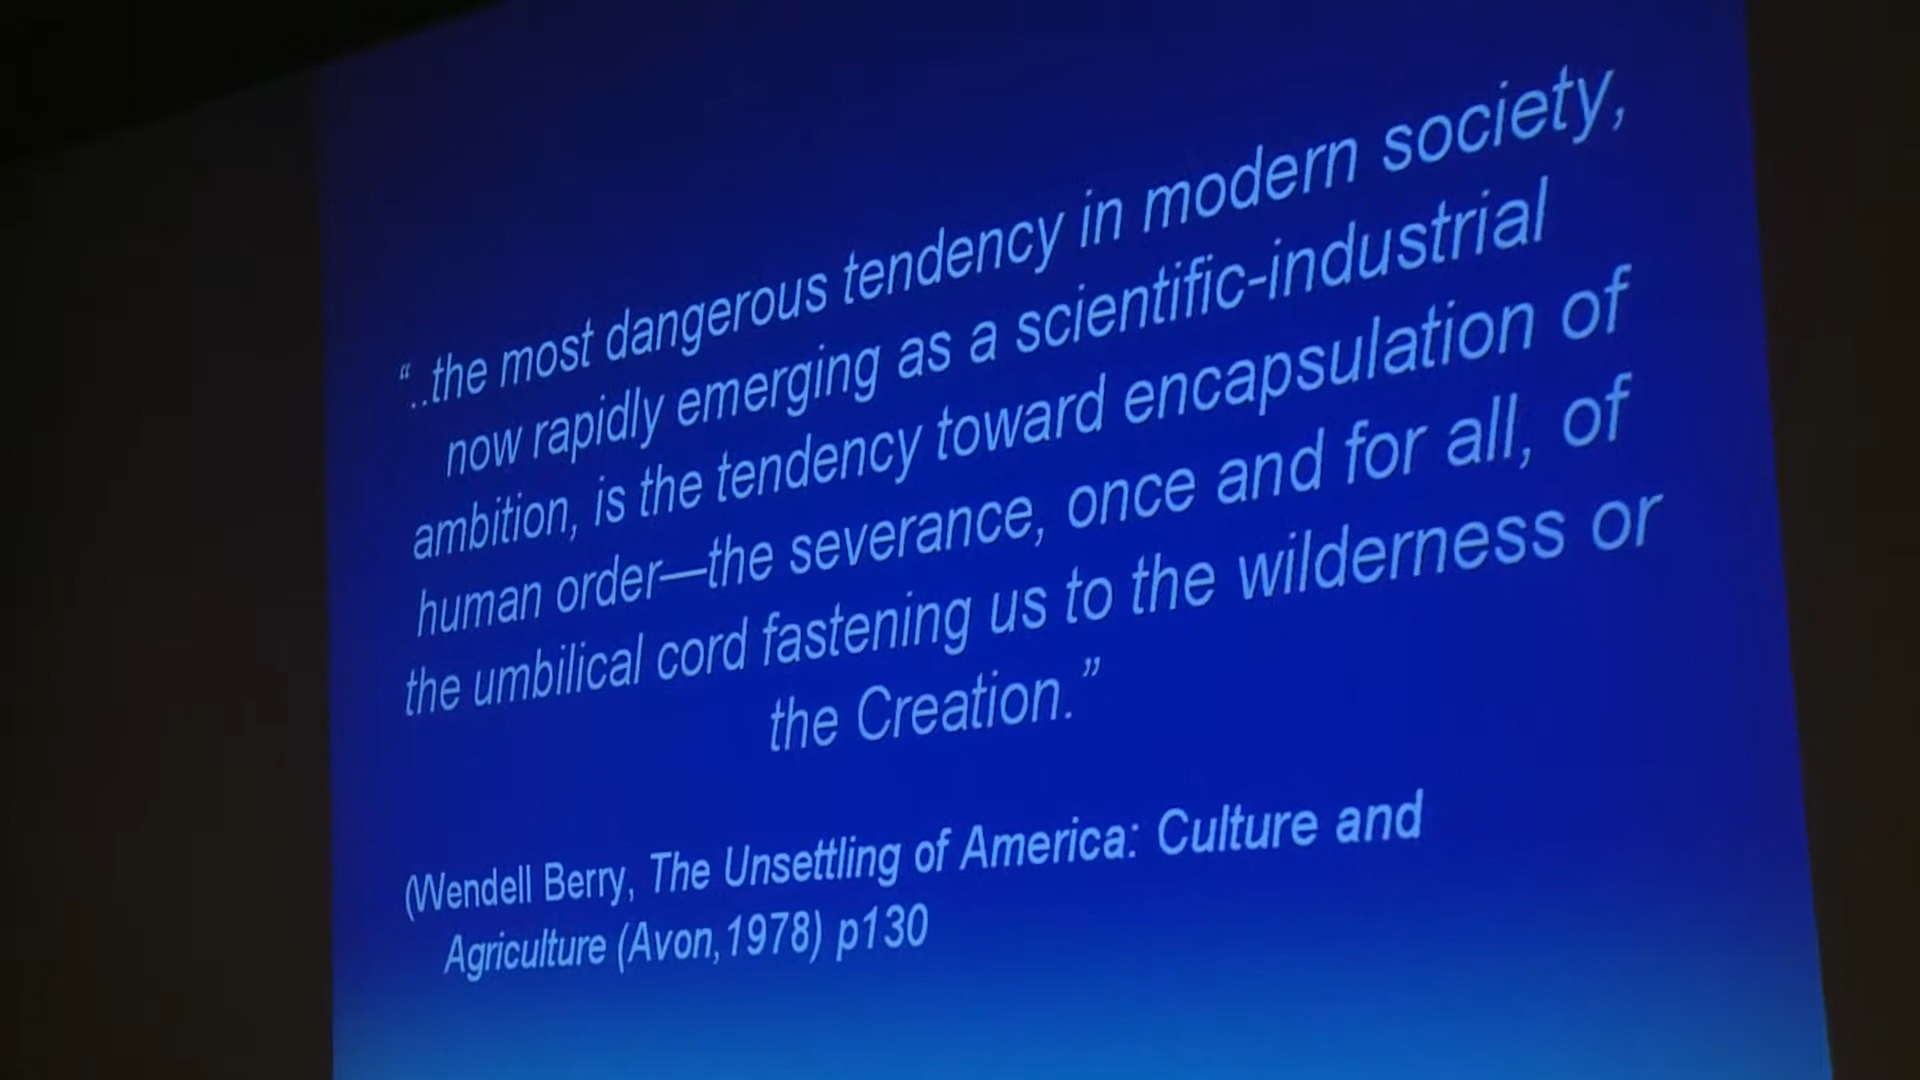 “..the most dangerous tendency in modern society,
now rapidly emerging as a scientific-industrial
ambition, is the tendency toward encapsulation of
human order—the severance, once and for all, of
the umbilical cord fastening us to the wilderness or
the Creation.”
(Wendell Berry, The Unsettling of America: Culture and
Agriculture (Avon,1978) p130